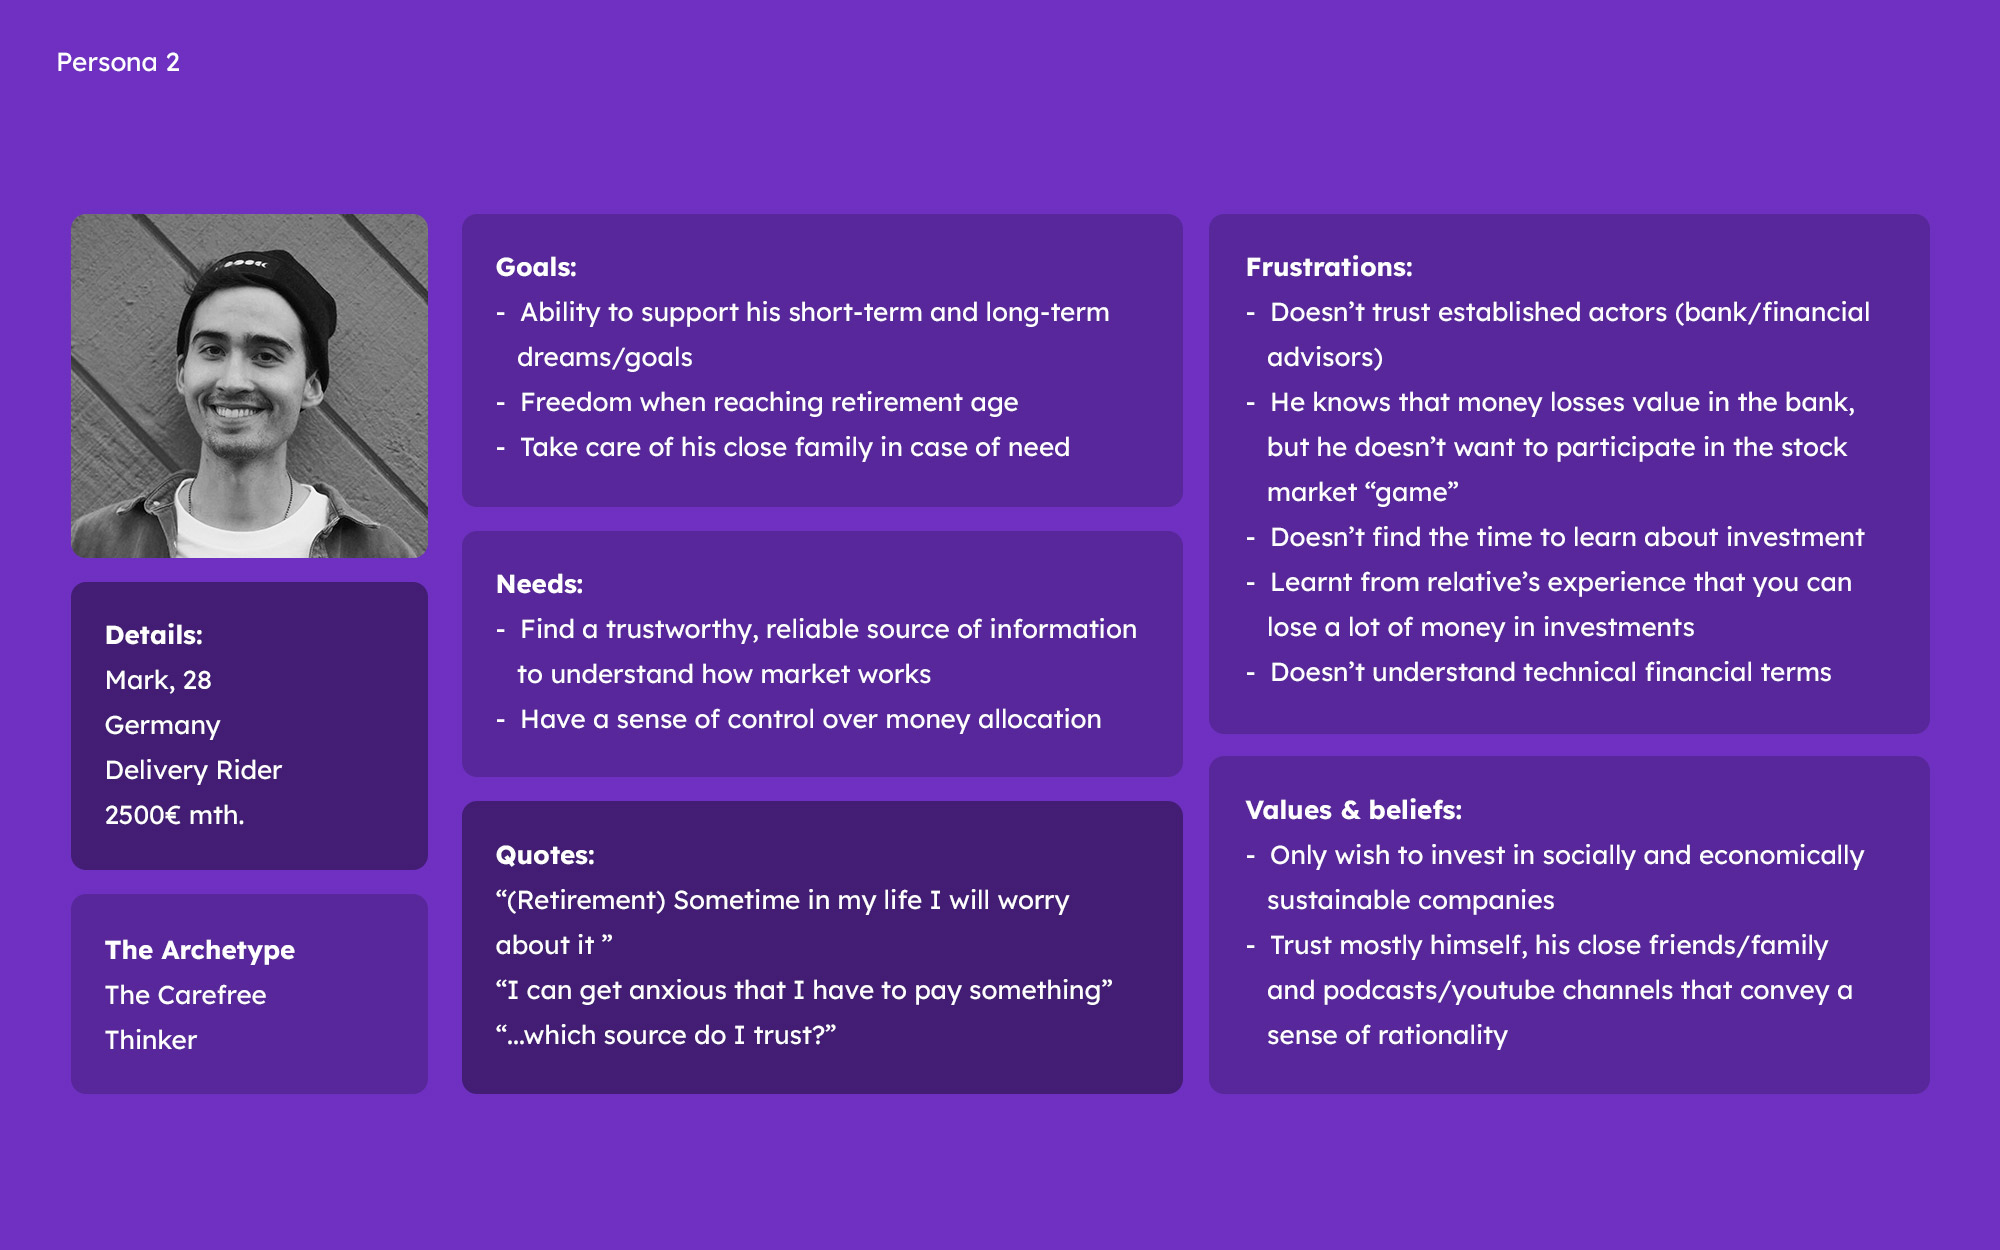 Persona 2
Details:
Mark, 28
Germany
Delivery Rider
2500€ mth.
The Archetype
The Carefree
Thinker
Goals:
- Ability to support his short-term and long-term
dreams/goals
- Freedom when reaching retirement age
- Take care of his close family in case of need
Needs:
- Find a trustworthy, reliable source of information
to understand how market works
- Have a sense of control over money allocation
Quotes:
“(Retirement) Sometime in my life I will worry
about it ”
“I can get anxious that I have to pay something”
“...which source do I trust?”
Frustrations:
- Doesn’t trust established actors (bank/financial
advisors)
- He knows that money losses value in the bank,
but he doesn’t want to participate in the stock
market “game”
- Doesn’t find the time to learn about investment
- Learnt from relative’s experience that you can
lose a lot of money in investments
- Doesn’t understand technical financial terms
Values & beliefs:
- Only wish to invest in socially and economically
sustainable companies
- Trust mostly himself, his close friends/family
and podcasts/youtube channels that convey a
sense of rationality